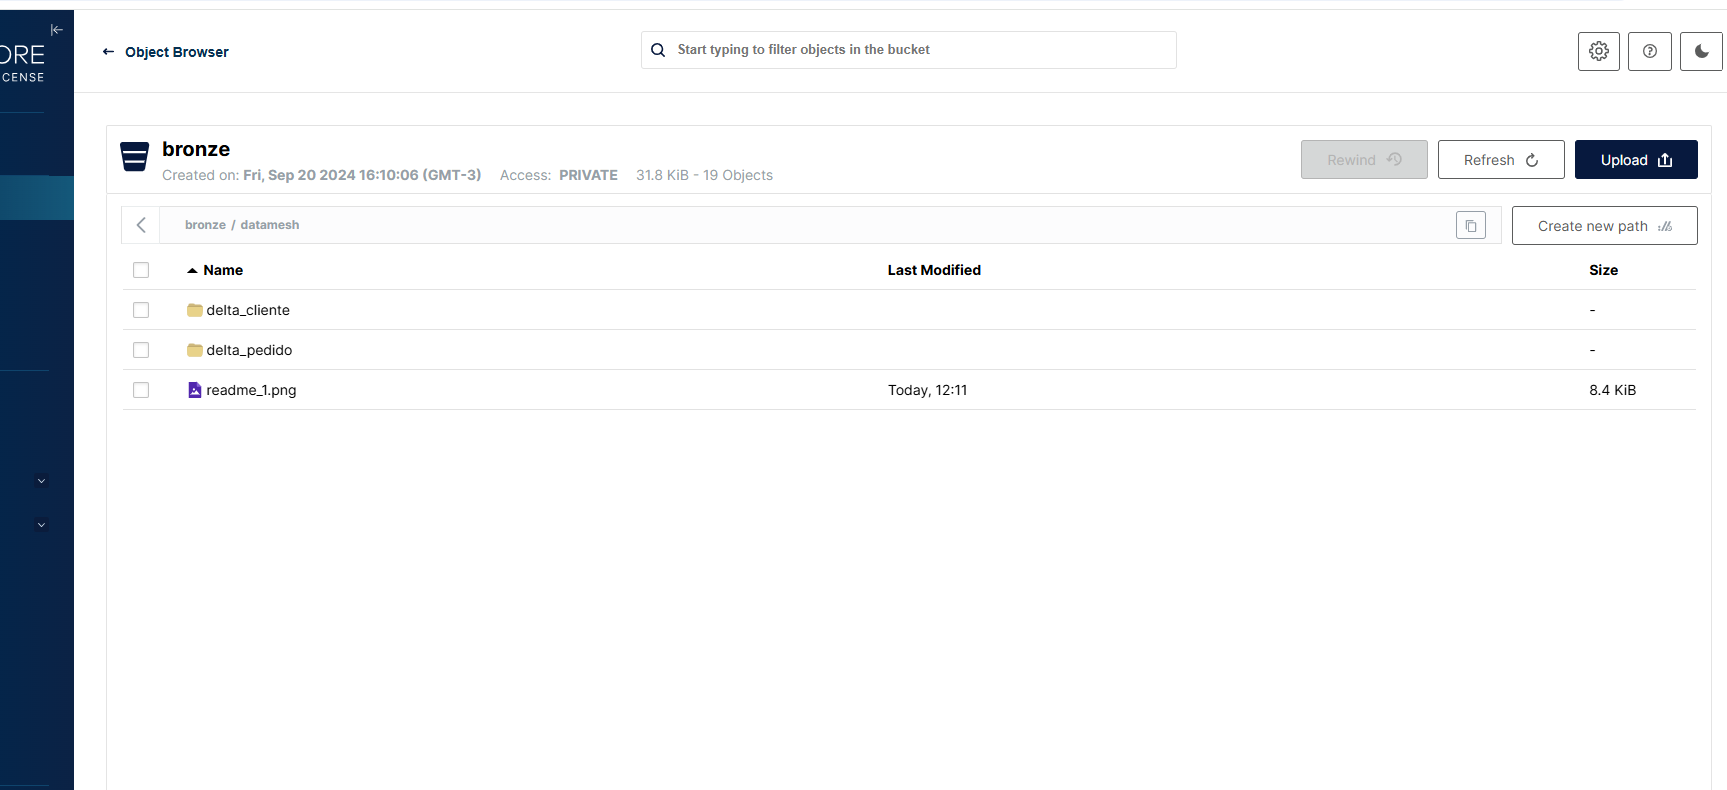 ORE
CENSE
Object Browser
Start typing to filter objects in the bucket
bronze
Created on: Fri, Sep 20 2024 16:10:06 (GMT-3) Access: PRIVATE 31.8 KiB - 19 Objects
Rewind
Refresh
Upload
bronze / datamesh
Create new path
Name Last Modified Size
delta_cliente -
delta_pedido -
readme_1.png Today, 12:11 8.4 KiB